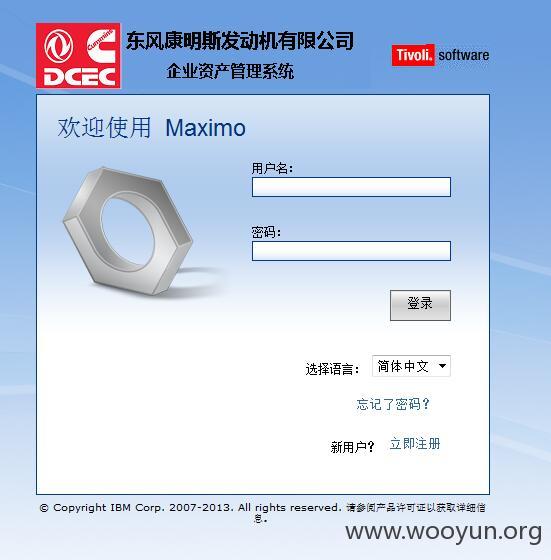 东风康明斯发动机有限公司
cummins
DCEC
企业资产管理系统
Tivoli. software
欢迎使用 Maximo
用户名：
密码：
登录
选择语言： 简体中文
忘记了密码？
新用户？ 立即注册
© Copyright IBM Corp. 2007-2013. All rights reserved. 请参阅产品许可证以获取详细信
息。
www.wooyun.org